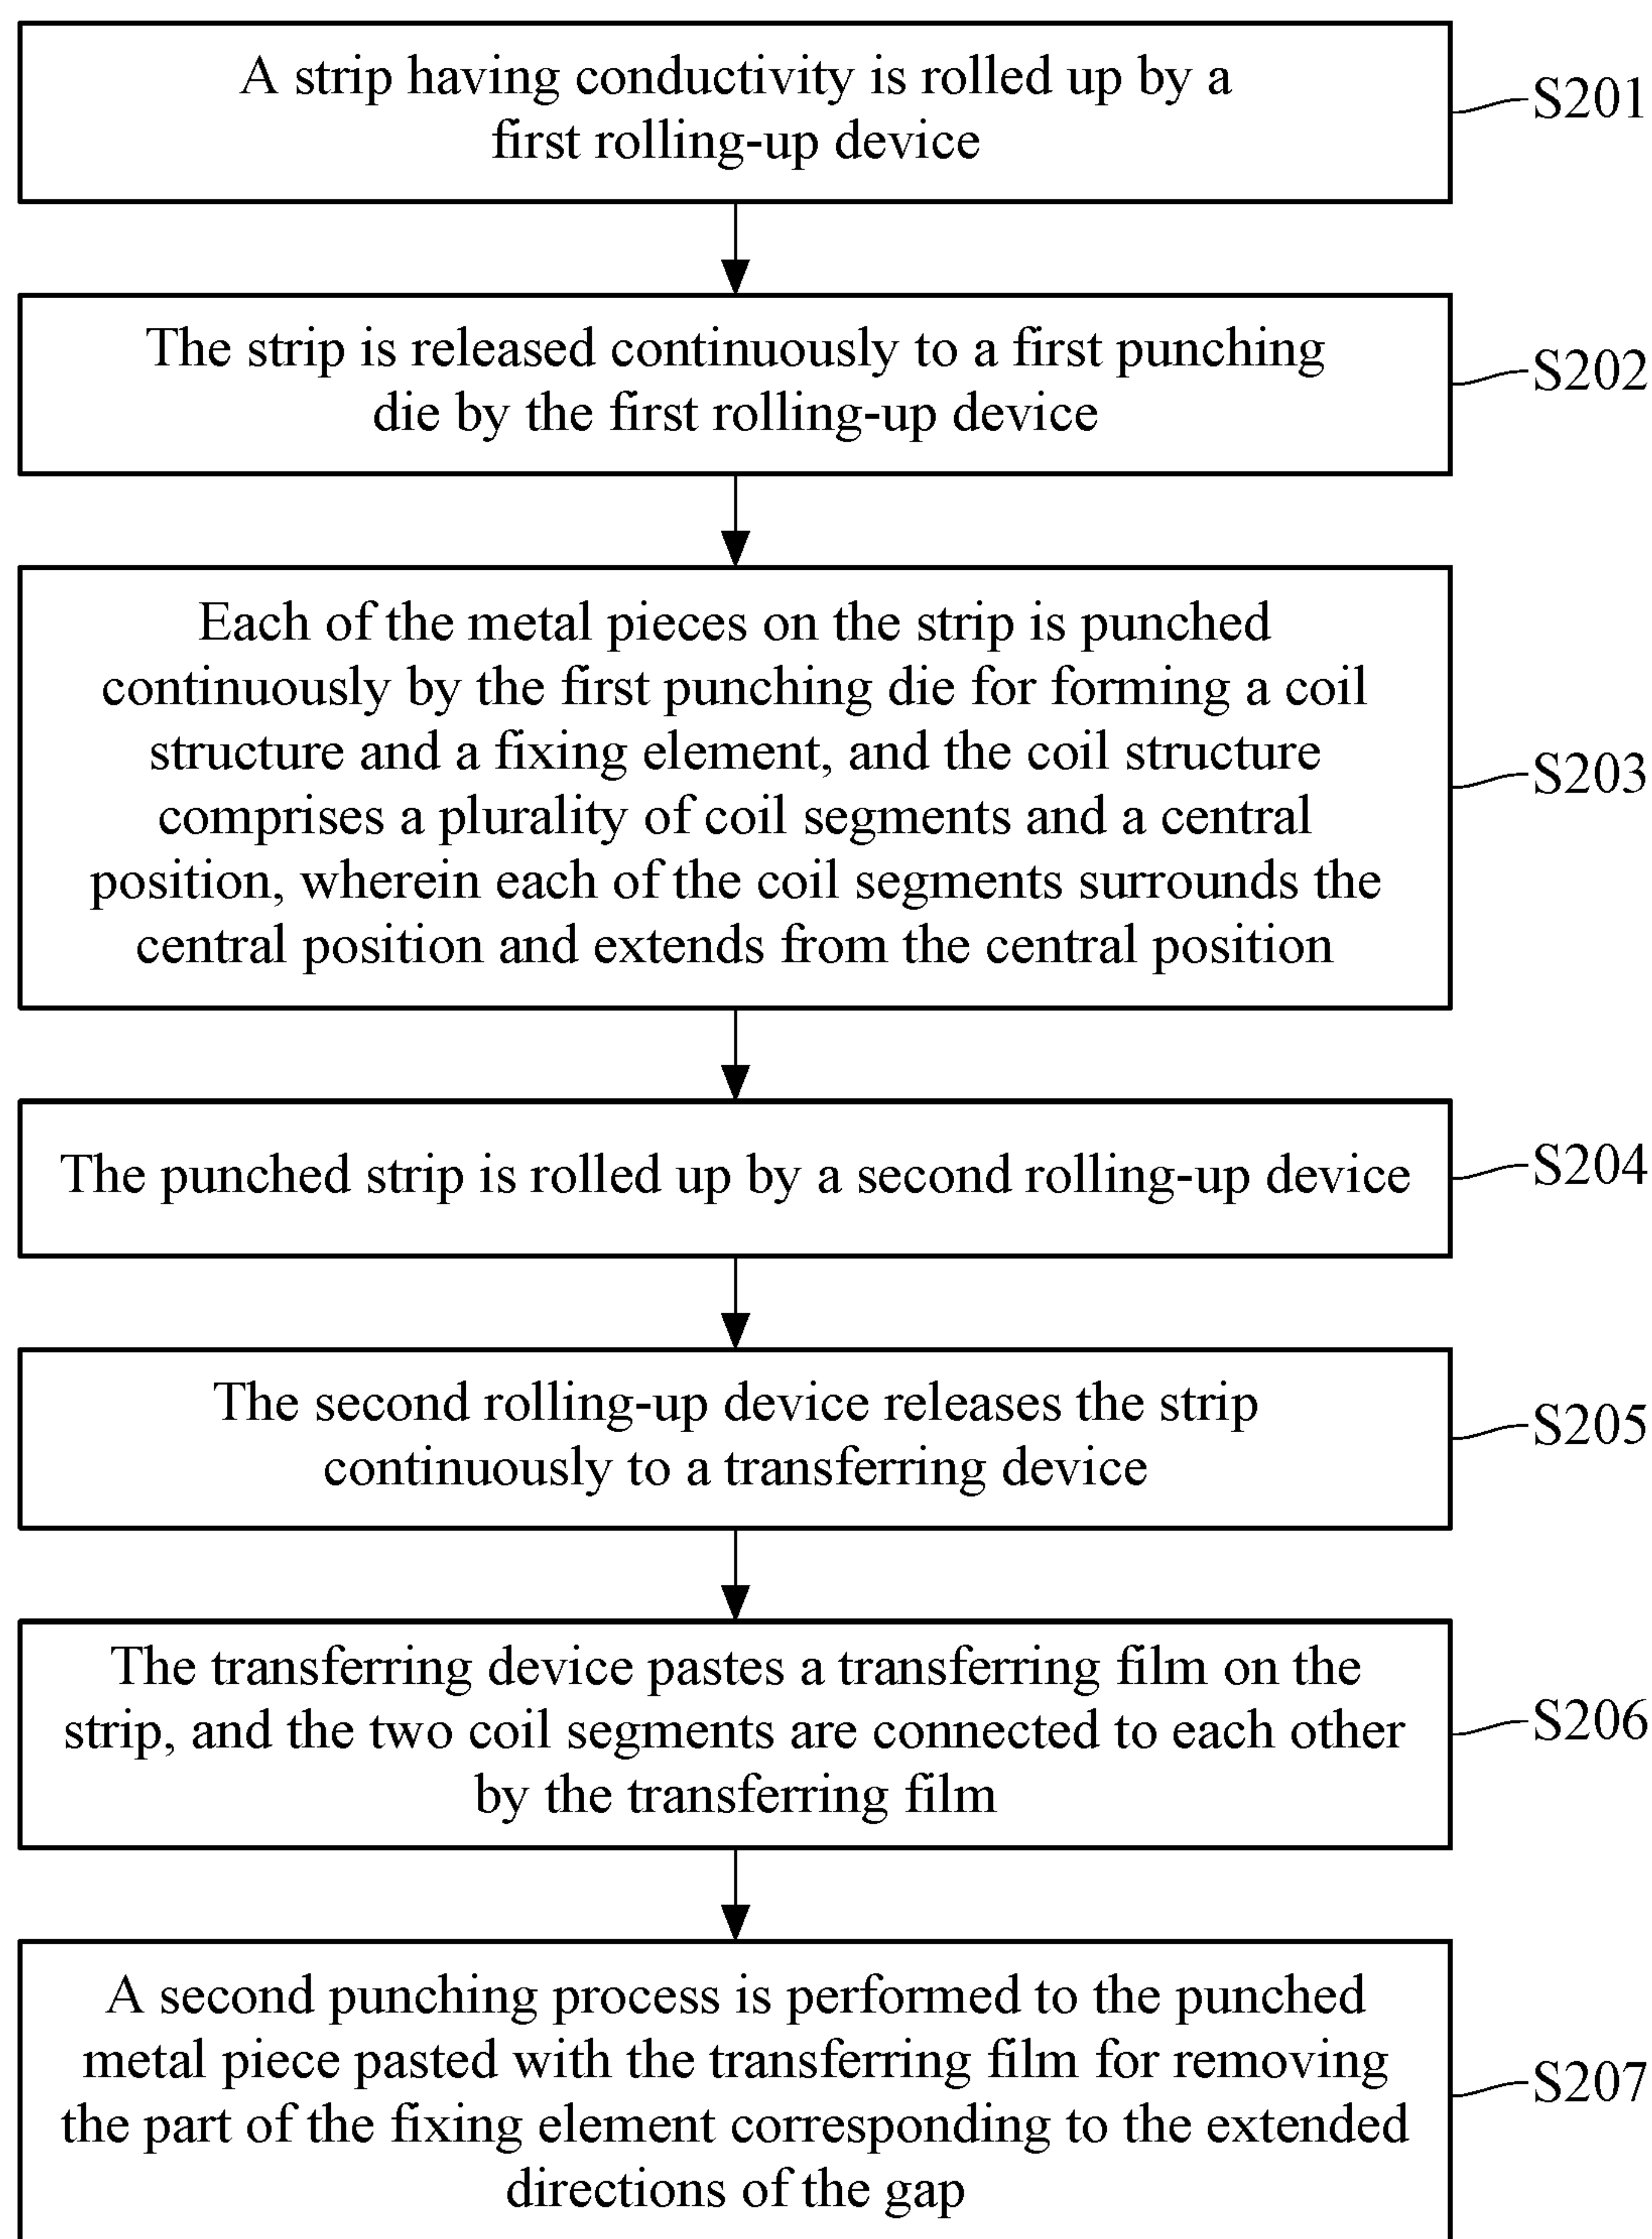 A strip having conductivity is rolled up by a
first rolling-up device
S201
The strip is released continuously to a first punching
die by the first rolling-up device
S202
Each of the metal pieces on the strip is punched
continuously by the first punching die for forming a coil
structure and a fixing element, and the coil structure
comprises a plurality of coil segments and a central
position, wherein each of the coil segments surrounds the
central position and extends from the central position
S203
The punched strip is rolled up by a second rolling-up device
S204
The second rolling-up device releases the strip
continuously to a transferring device
S205
The transferring device pastes a transferring film on the
strip, and the two coil segments are connected to each other
by the transferring film
S206
A second punching process is performed to the punched
metal piece pasted with the transferring film for removing
the part of the fixing element corresponding to the extended
directions of the gap
S207